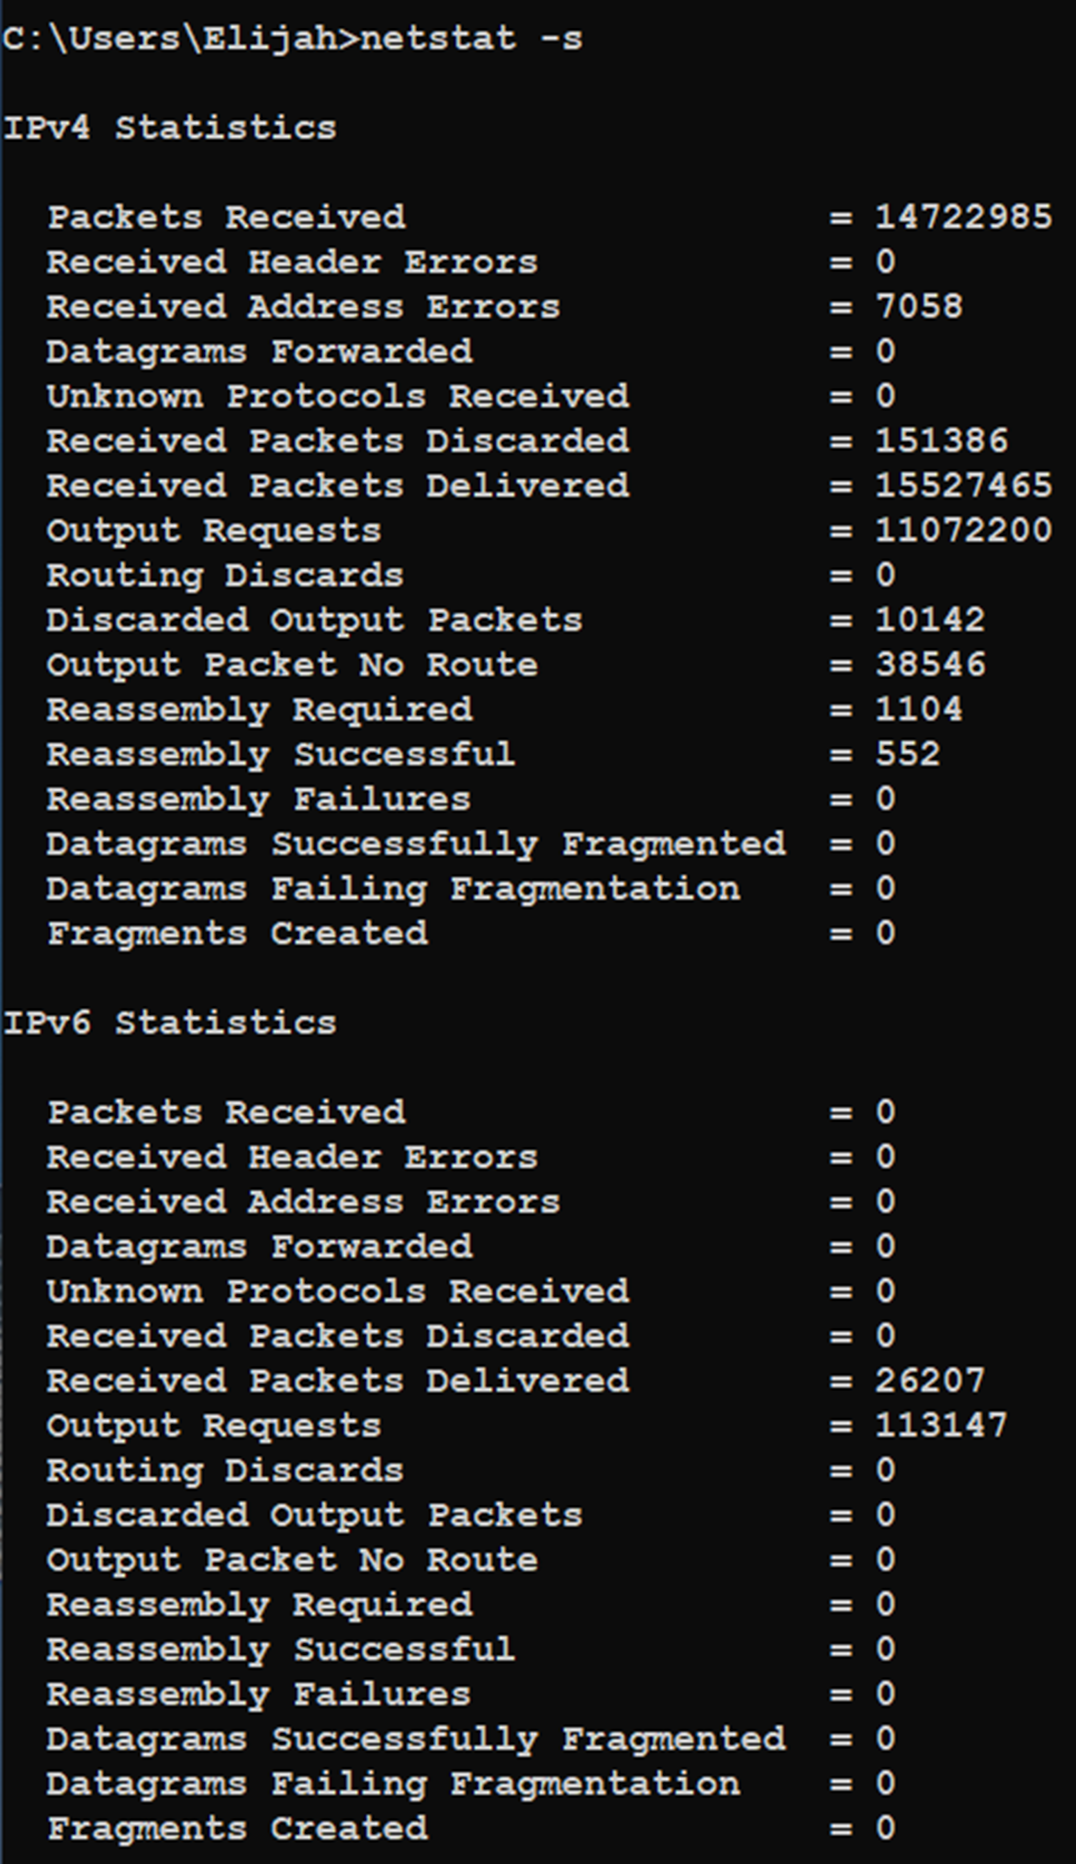 C:\Users\Elijah>netstat -s
IPv4 Statistics
Packets Received = 14722985
Received Header Errors = 0
Received Address Errors = 7058
Datagrams Forwarded = 0
Unknown Protocols Received = 0
Received Packets Discarded = 151386
Received Packets Delivered = 15527465
Output Requests = 11072200
Routing Discards = 0
Discarded Output Packets = 10142
Output Packet No Route = 38546
Reassembly Required = 1104
Reassembly Successful = 552
Reassembly Failures = 0
Datagrams Successfully Fragmented = 0
Datagrams Failing Fragmentation = 0
Fragments Created = 0
IPv6 Statistics
Packets Received = 0
Received Header Errors = 0
Received Address Errors = 0
Datagrams Forwarded = 0
Unknown Protocols Received = 0
Received Packets Discarded = 0
Received Packets Delivered = 26207
Output Requests = 113147
Routing Discards = 0
Discarded Output Packets = 0
Output Packet No Route = 0
Reassembly Required = 0
Reassembly Successful = 0
Reassembly Failures = 0
Datagrams Successfully Fragmented = 0
Datagrams Failing Fragmentation = 0
Fragments Created = 0